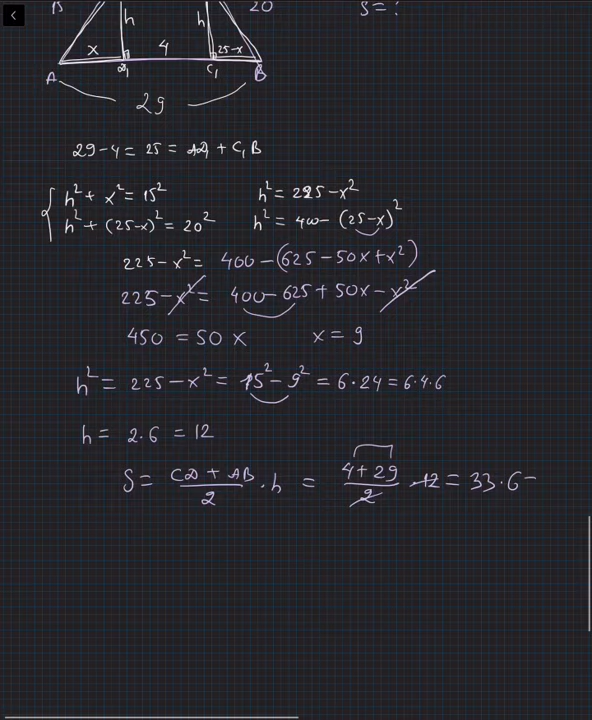 15 h h 20 S = ?
x 4 25-x
A D₁ C₁ B
29
29 - 4 = 25 = AD₁ + C₁B
h² + x² = 15² h² = 225 - x²
h² + (25-x)² = 20² h² = 400 - (25-x)²
225 - x² = 400 - (625 - 50x + x²)
225 - x² = 400 - 625 + 50x - x²
450 = 50x x = 9
h² = 225 - x² = 15² - 9² = 6·24 = 6·4·6
h = 2·6 = 12
S = (CD + AB)/2 · h = (4 + 29)/2 · 12 = 33·6 =